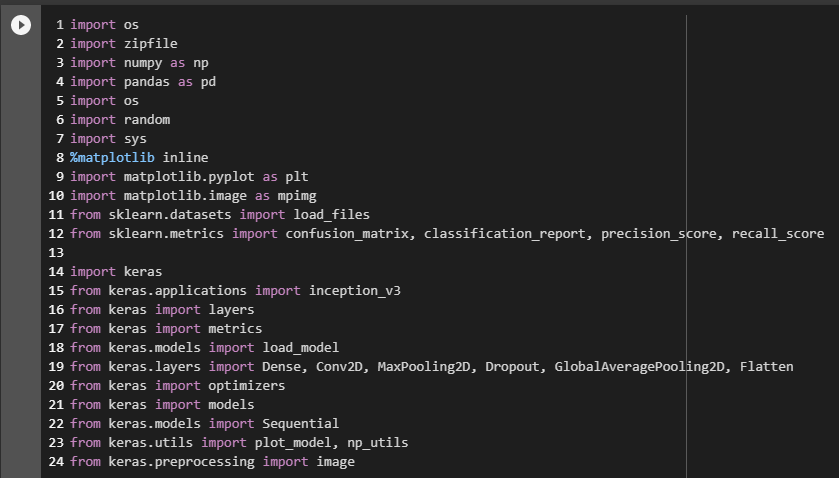 1 import os
2 import zipfile
3 import numpy as np
4 import pandas as pd
5 import os
6 import random
7 import sys
8 %matplotlib inline
9 import matplotlib.pyplot as plt
10 import matplotlib.image as mpimg
11 from sklearn.datasets import load_files
12 from sklearn.metrics import confusion_matrix, classification_report, precision_score, recall_score
13
14 import keras
15 from keras.applications import inception_v3
16 from keras import layers
17 from keras import metrics
18 from keras.models import load_model
19 from keras.layers import Dense, Conv2D, MaxPooling2D, Dropout, GlobalAveragePooling2D, Flatten
20 from keras import optimizers
21 from keras import models
22 from keras.models import Sequential
23 from keras.utils import plot_model, np_utils
24 from keras.preprocessing import image